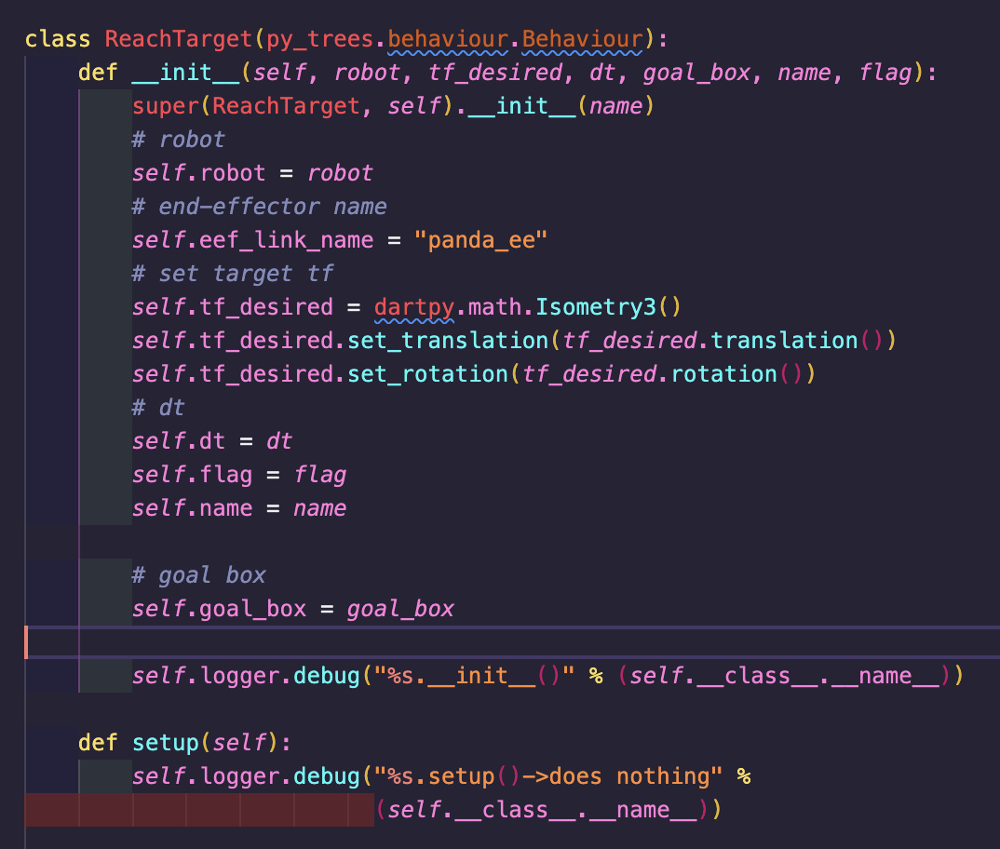 class ReachTarget(py_trees.behaviour.Behaviour):
    def __init__(self, robot, tf_desired, dt, goal_box, name, flag):
        super(ReachTarget, self).__init__(name)
        # robot
        self.robot = robot
        # end-effector name
        self.eef_link_name = "panda_ee"
        # set target tf
        self.tf_desired = dartpy.math.Isometry3()
        self.tf_desired.set_translation(tf_desired.translation())
        self.tf_desired.set_rotation(tf_desired.rotation())
        # dt
        self.dt = dt
        self.flag = flag
        self.name = name

        # goal box
        self.goal_box = goal_box

        self.logger.debug("%s.__init__()" % (self.__class__.__name__))

    def setup(self):
        self.logger.debug("%s.setup()->does nothing" %
                          (self.__class__.__name__))